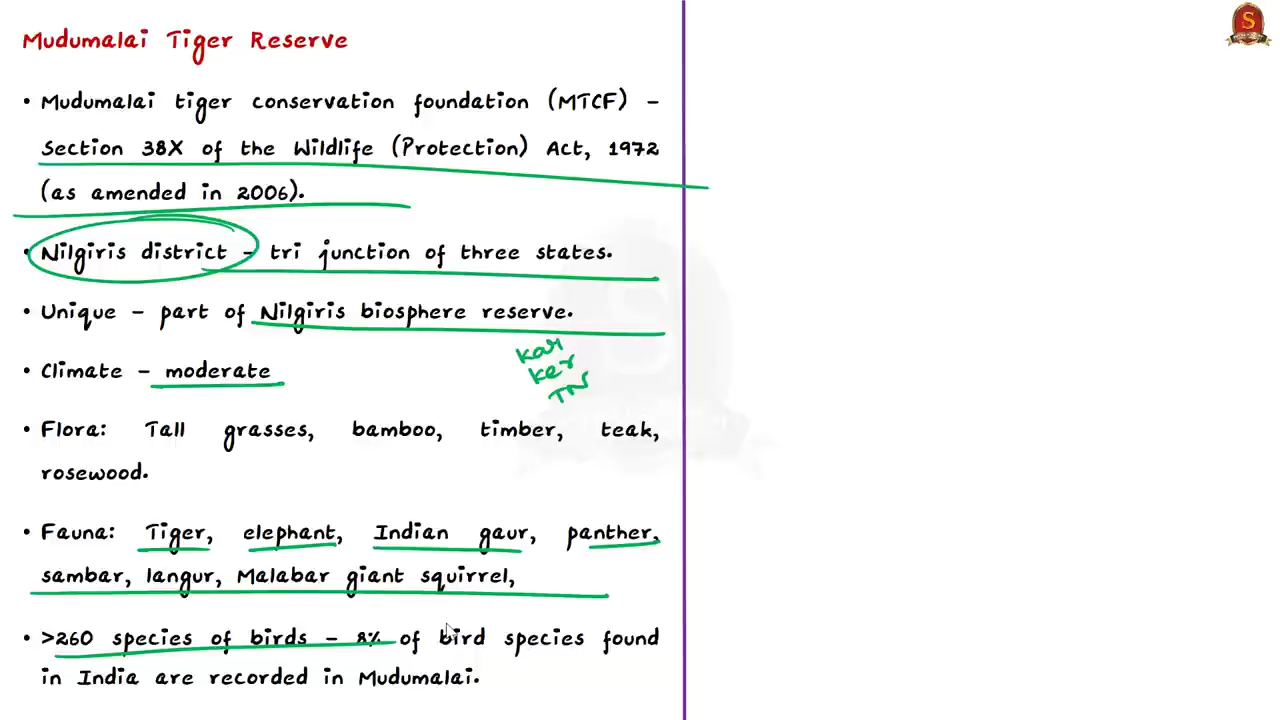 Mudumalai Tiger Reserve
• Mudumalai tiger conservation foundation (MTCF) –
Section 38X of the Wildlife (Protection) Act, 1972
(as amended in 2006).
• Nilgiris district – tri junction of three states.
• Unique – part of Nilgiris biosphere reserve.
Kar
Ker
TN
• Climate – moderate
• Flora: Tall grasses, bamboo, timber, teak,
rosewood.
• Fauna: Tiger, elephant, Indian gaur, panther,
sambar, langur, Malabar giant squirrel,
• >260 species of birds – 8% of bird species found
in India are recorded in Mudumalai.
S